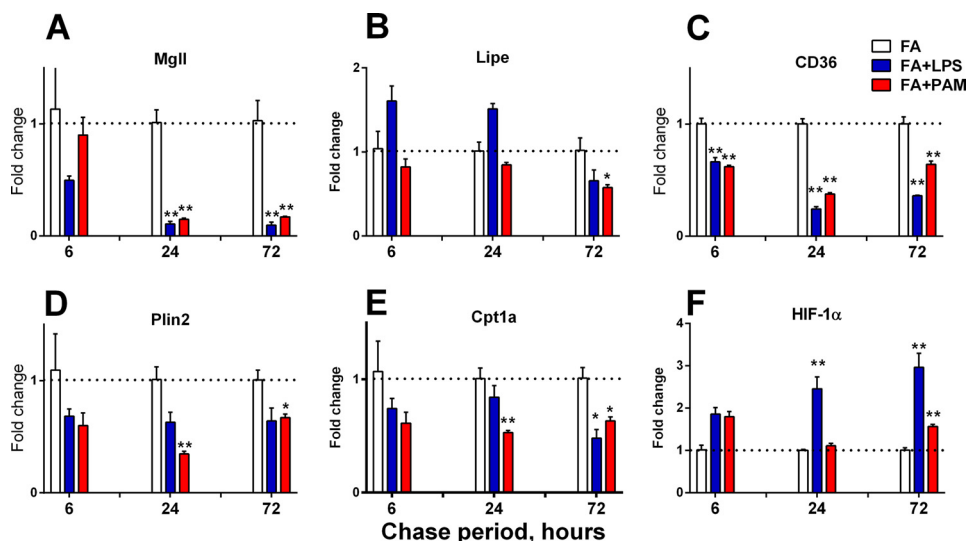 A
Mgll
Fold change
1
0
**
**
**
**
6
24
72
B
Lipe
Fold change
2
1
0
*
6
24
72
C
CD36
Fold change
1
0
**
**
**
**
**
**
6
24
72
FA
FA+LPS
FA+PAM
D
Plin2
Fold change
1
0
**
*
6
24
72
E
Cpt1a
Fold change
1
0
**
*
*
6
24
72
F
HIF-1α
Fold change
4
3
2
1
0
**
**
**
6
24
72
Chase period, hours